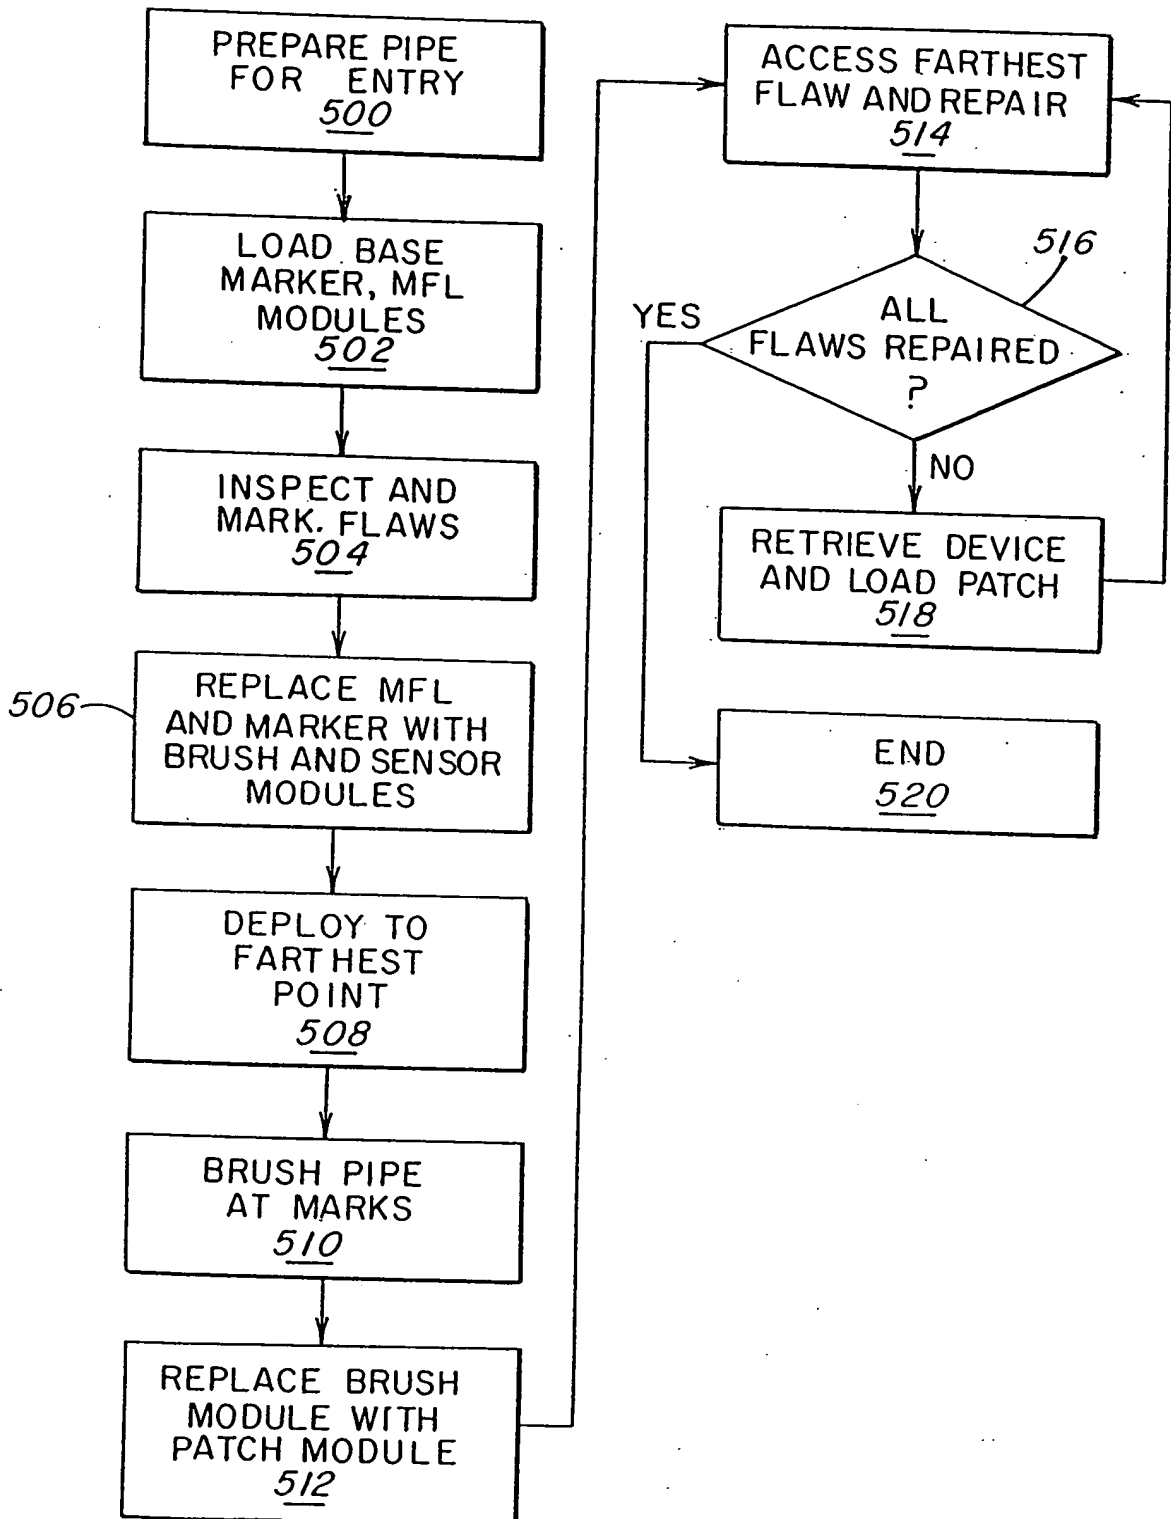 PREPARE PIPE
FOR ENTRY
500
LOAD BASE
MARKER, MFL
MODULES
502
INSPECT AND
MARK. FLAWS
504
506
REPLACE MFL
AND MARKER WITH
BRUSH AND SENSOR
MODULES
DEPLOY TO
FARTHEST
POINT
508
BRUSH PIPE
AT MARKS
510
REPLACE BRUSH
MODULE WITH
PATCH MODULE
512
ACCESS FARTHEST
FLAW AND REPAIR
514
516
YES
ALL
FLAWS REPAIRED
?
NO
RETRIEVE DEVICE
AND LOAD PATCH
518
END
520